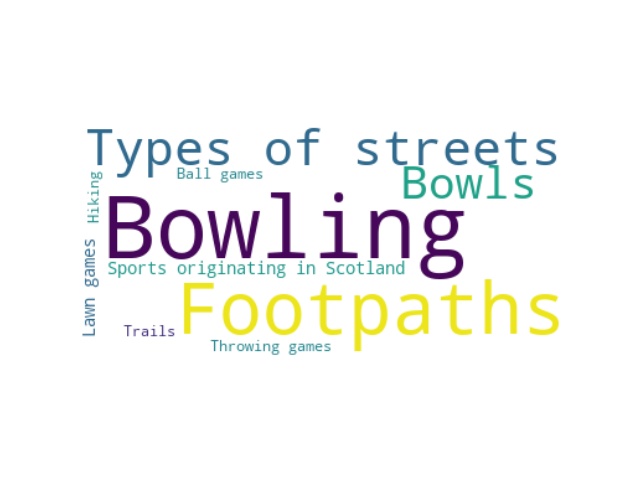 Types of streets
Ball games
Bowls
Hiking
Bowling
Sports originating in Scotland
Lawn games
Footpaths
Trails
Throwing games